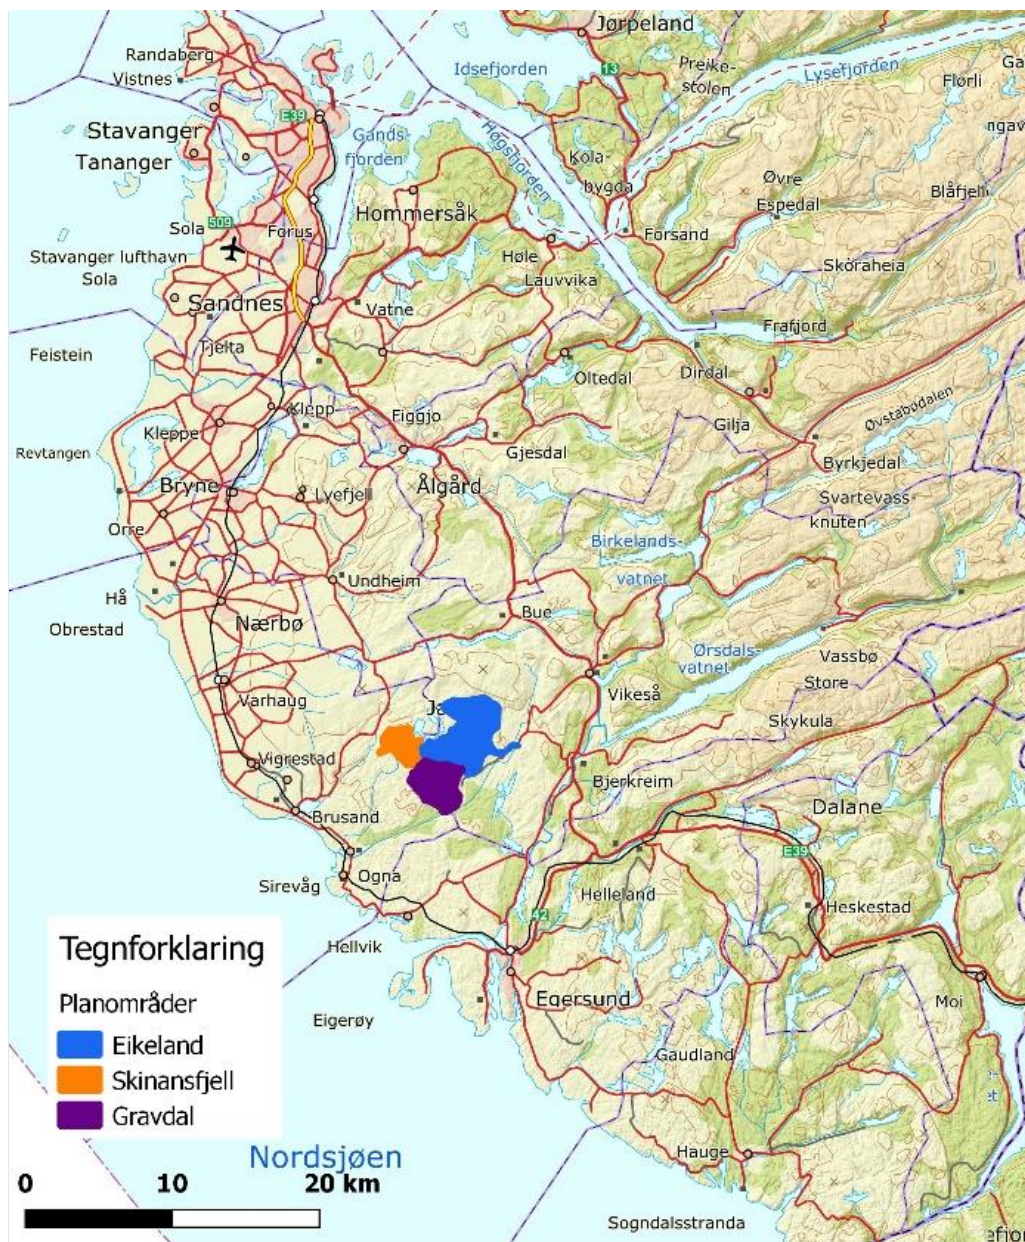 Jørpeland
Randaberg
Vistnes
Idsefjorden
13
Preike-
stolen
Lysefjorden
Flørli
E39
Stavanger
Tananger
Gands-
fjorden
Høgsfjorden
Kola-
bygda
Øvre
Espedal
Blåfjell
Hommersåk
509
Sola
Forus
Forsand
Stavanger lufthavn
Sola
Høle
Lauvvika
Skóraheia
Sandnes
Vatne
Frafjord
Tjelta
Feistein
Oltedal
Dirdal
Klepp
Figgjo
Øvstabødalen
Kleppe
Gjesdal
Gilja
Revtangen
Byrkjedal
Bryne
Lyefjell
Ålgård
Svartevass-
knuten
Orre
Birkelands-
vatnet
Undheim
Hå
Obrestad
Nærbø
Bue
Ørsdals-
vatnet
Vassbø
Vikeså
Store
Varhaug
Skykula
Vigrestad
Bjerkreim
Brusand
Dalane
E39
Ogna
Sirevåg
Helleland
Heskestad
42
Hellvik
Egersund
Moi
Eigerøy
Gaudland
Hauge
Sogndalsstranda
Tegnforklaring
Planområder
Eikeland
Skinansfjell
Gravdal
Nordsjøen
0 10 20 km